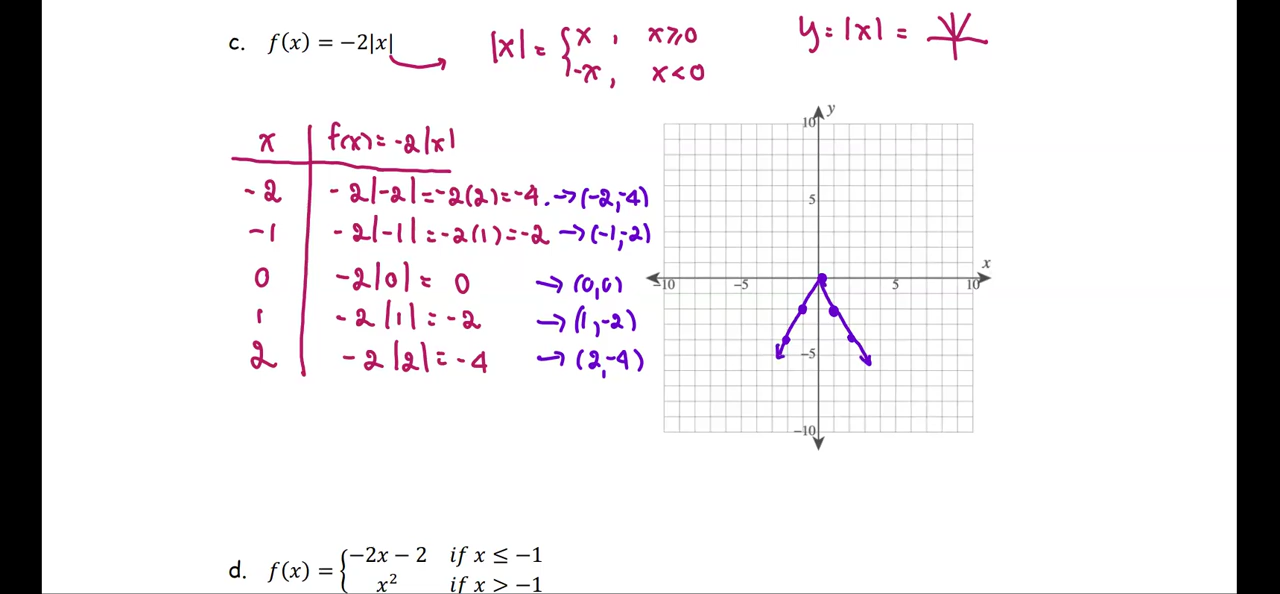 c. f(x) = −2|x|
|x| = { x , x ≥ 0
-x , x < 0
y = |x| =
x f(x) = -2|x|
-2 -2|-2| = -2(2) = -4. → (-2,-4)
-1 -2|-1| = -2(1) = -2 → (-1,-2)
0 -2|0| = 0 → (0,0)
1 -2|1| = -2 → (1,-2)
2 -2|2| = -4 → (2,-4)
y
10
5
x
−10 −5 5 10
−5
−10
d. f(x) = { −2x − 2 if x ≤ −1
x² if x > −1